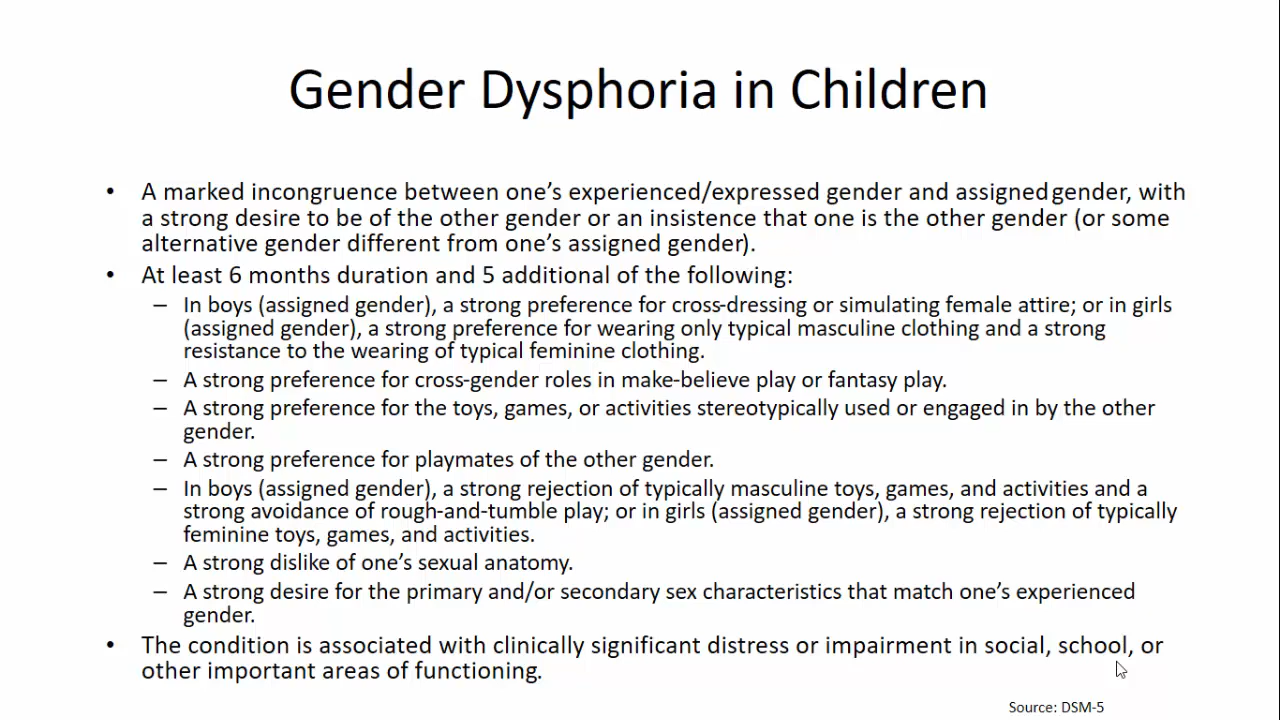 Gender Dysphoria in Children
• A marked incongruence between one's experienced/expressed gender and assigned gender, with
a strong desire to be of the other gender or an insistence that one is the other gender (or some
alternative gender different from one's assigned gender).
• At least 6 months duration and 5 additional of the following:
– In boys (assigned gender), a strong preference for cross-dressing or simulating female attire; or in girls
(assigned gender), a strong preference for wearing only typical masculine clothing and a strong
resistance to the wearing of typical feminine clothing.
– A strong preference for cross-gender roles in make-believe play or fantasy play.
– A strong preference for the toys, games, or activities stereotypically used or engaged in by the other
gender.
– A strong preference for playmates of the other gender.
– In boys (assigned gender), a strong rejection of typically masculine toys, games, and activities and a
strong avoidance of rough-and-tumble play; or in girls (assigned gender), a strong rejection of typically
feminine toys, games, and activities.
– A strong dislike of one's sexual anatomy.
– A strong desire for the primary and/or secondary sex characteristics that match one's experienced
gender.
• The condition is associated with clinically significant distress or impairment in social, school, or
other important areas of functioning.
Source: DSM-5